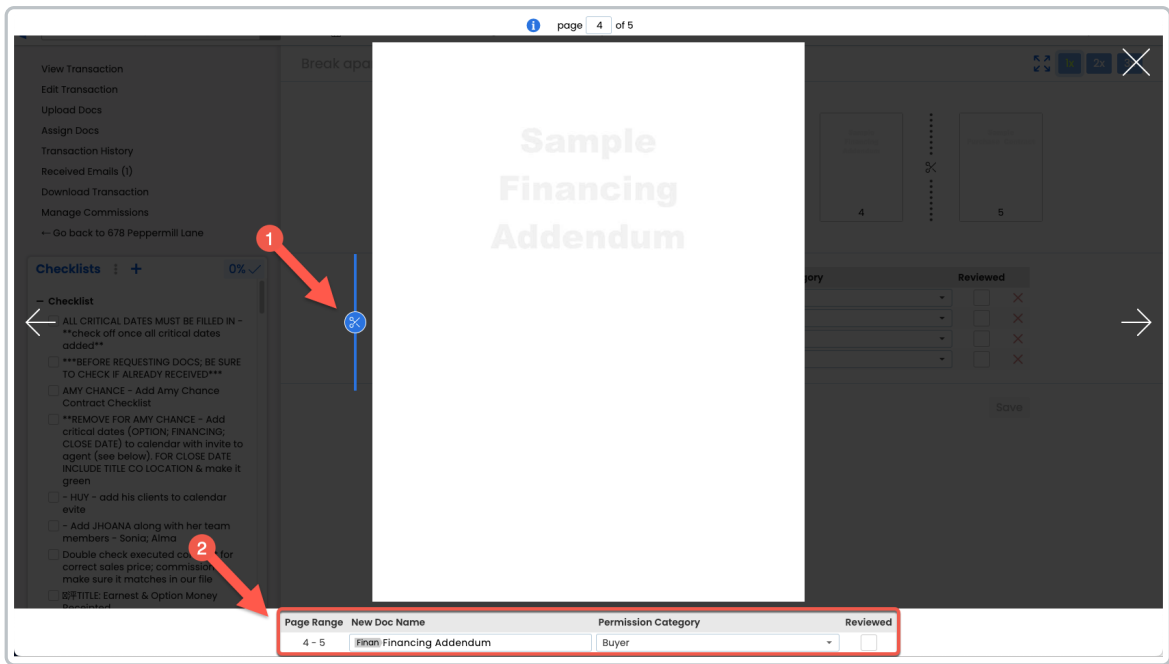 page 4 of 5
View Transaction
Edit Transaction
Upload Docs
Assign Docs
Transaction History
Received Emails (1)
Download Transaction
Manage Commissions
← Go back to 678 Peppermill Lane
Break apa
1x 2x
Sample
Financing
Addendum
4
5
1
Checklists
0%
Checklist
ALL CRITICAL DATES MUST BE FILLED IN -
**check off once all critical dates
added**
***BEFORE REQUESTING DOCS; BE SURE
TO CHECK IF ALREADY RECEIVED***
AMY CHANCE - Add Amy Chance
Contract Checklist
**REMOVE FOR AMY CHANCE - Add
critical dates (OPTION; FINANCING;
CLOSE DATE) to calendar with invite to
agent (see below). FOR CLOSE DATE
INCLUDE TITLE CO LOCATION & make it
green
- HUY - add his clients to calendar
evite
- Add JHOANA along with her team
members - Sonia; Alma
Double check executed co for
correct sales price; commission
make sure it matches in our file
TITLE: Earnest & Option Money
Receipted
gory
Reviewed
Save
2
Page Range New Doc Name Permission Category Reviewed
4 - 5 Finan Financing Addendum Buyer